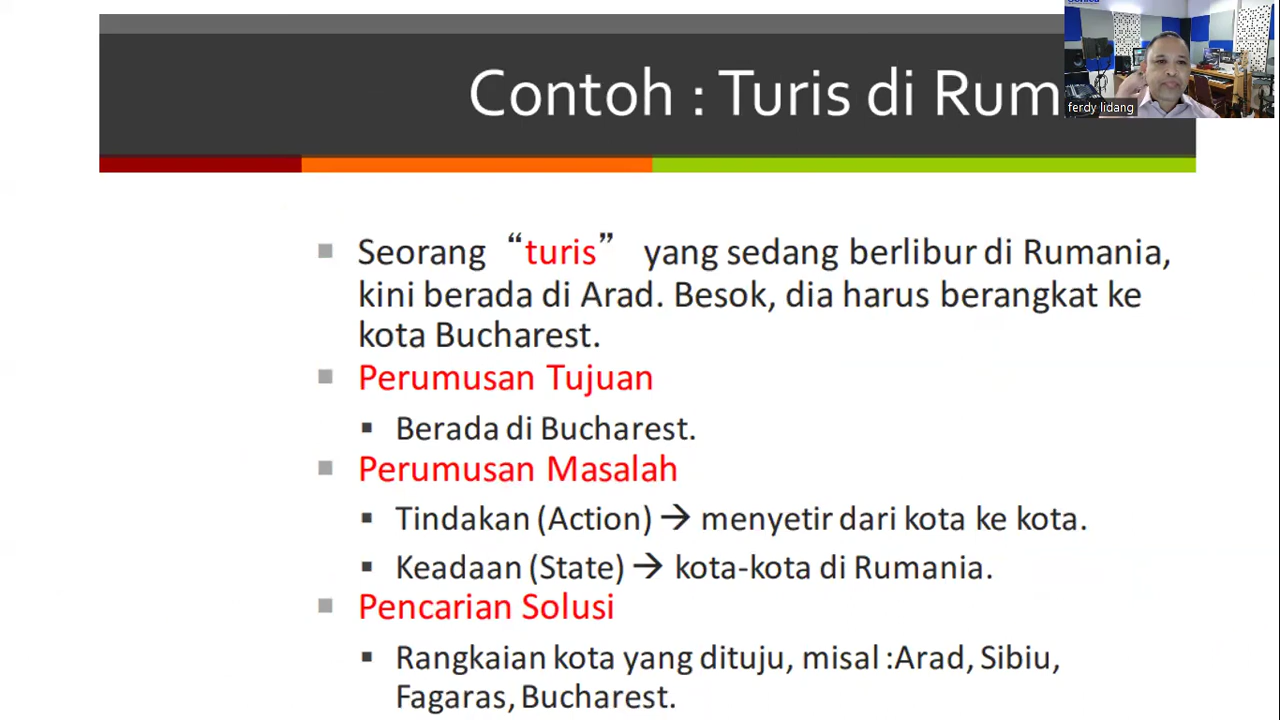 Contoh : Turis di Rum
ferdy lidang
Seorang “turis” yang sedang berlibur di Rumania,
kini berada di Arad. Besok, dia harus berangkat ke
kota Bucharest.
Perumusan Tujuan
Berada di Bucharest.
Perumusan Masalah
Tindakan (Action) → menyetir dari kota ke kota.
Keadaan (State) → kota-kota di Rumania.
Pencarian Solusi
Rangkaian kota yang dituju, misal :Arad, Sibiu,
Fagaras, Bucharest.